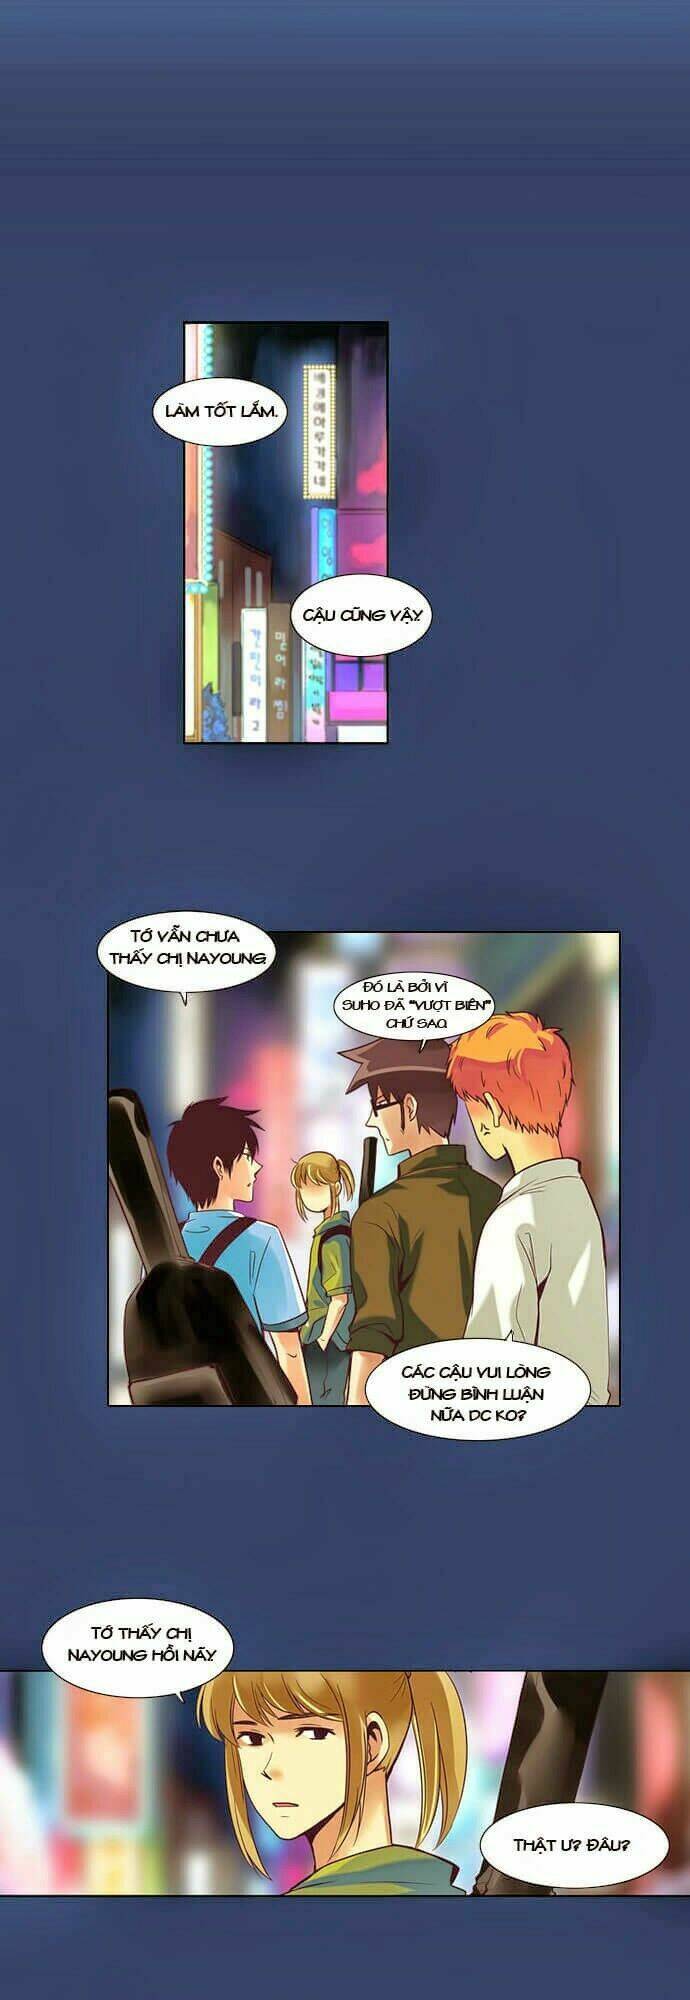 LÀM TỐT LẮM.
CẬU CŨNG VẬY.
TỚ VẪN CHƯA
THẤY CHỊ NAYOUNG
ĐÓ LÀ BỞI VÌ
SUHO ĐÃ "VƯỢT BIÊN"
CHỨ SAO.
CÁC CẬU VUI LÒNG
ĐỪNG BÌNH LUẬN
NỮA DC KO?
TỚ THẤY CHỊ
NAYOUNG HỒI NÃY.
THẬT Ư? ĐÂU?